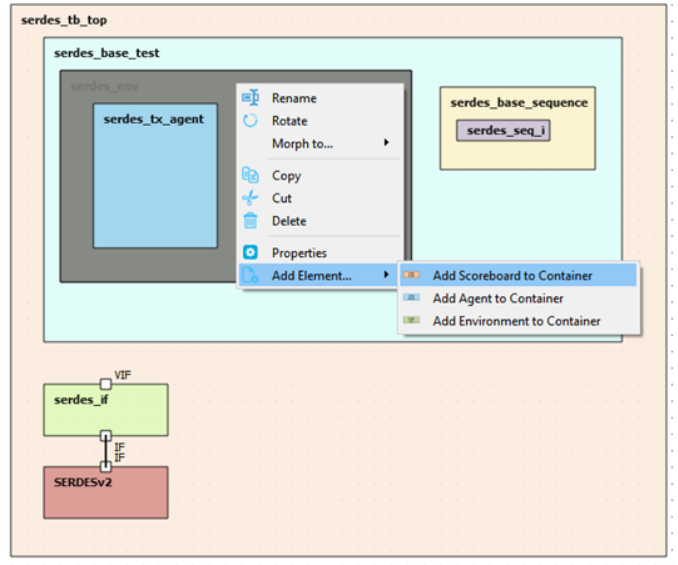 serdes_tb_top
serdes_base_test
serdes_env
serdes_tx_agent
Rename
Rotate
Morph to...
Copy
Cut
Delete
Properties
Add Element...
Add Scoreboard to Container
Add Agent to Container
Add Environment to Container
serdes_base_sequence
serdes_seq_i
VIF
serdes_if
IF
IF
SERDESv2